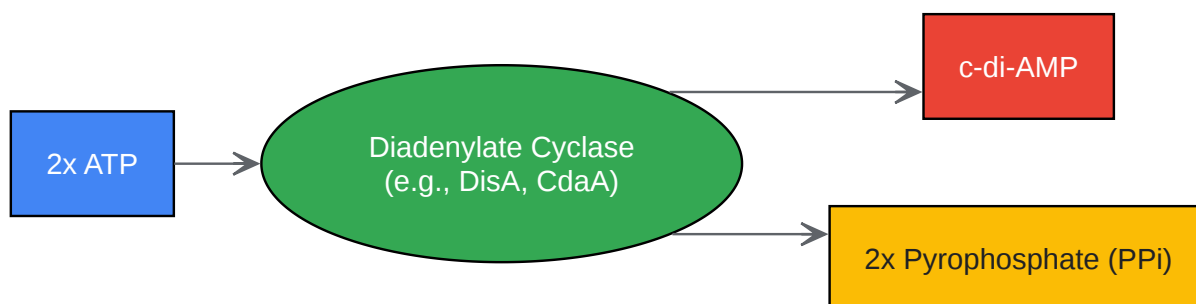 2x ATP
Diadenylate Cyclase
(e.g., DisA, CdaA)
c-di-AMP
2x Pyrophosphate (PPi)